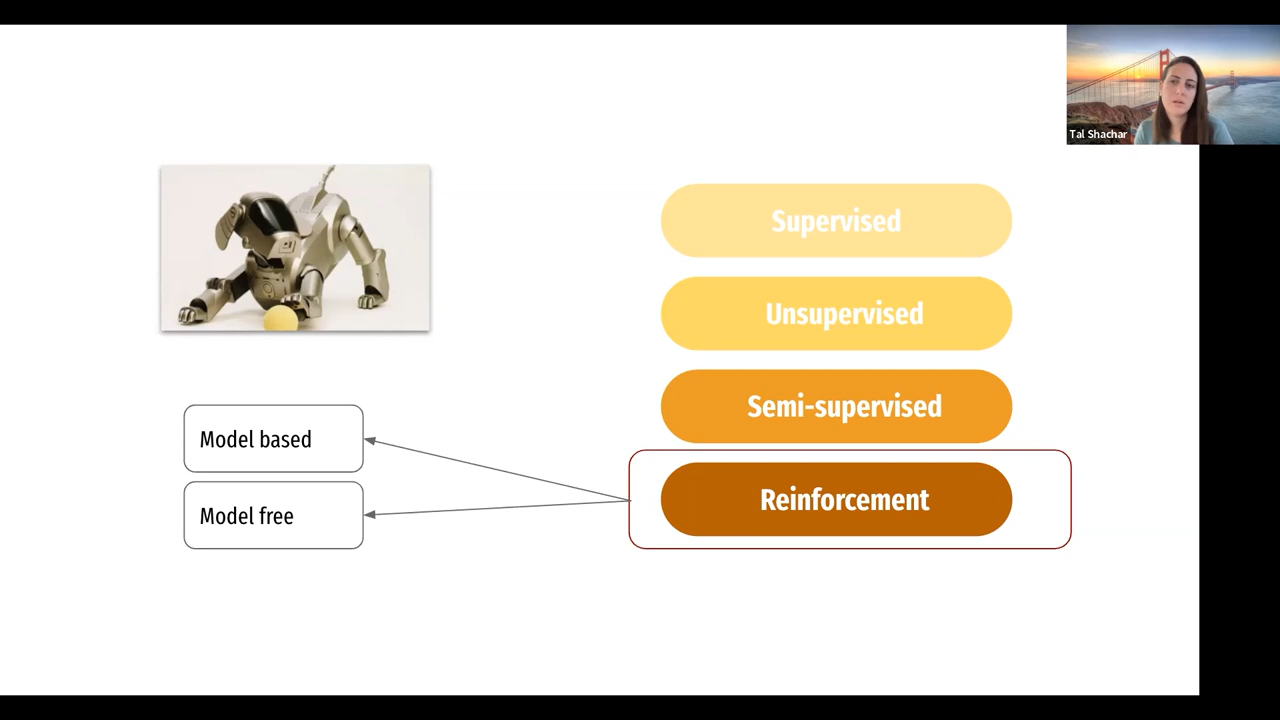 Tal Shachar
Supervised
Unsupervised
Semi-supervised
Reinforcement
Model based
Model free